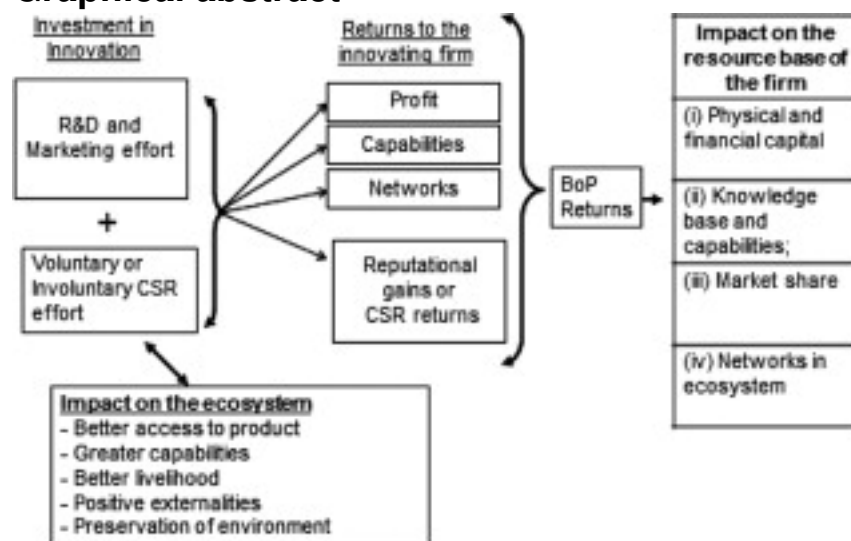 Graphical abstract
Investment in
Innovation
R&D and
Marketing effort
+
Voluntary or
Involuntary CSR
effort
Returns to the
innovating firm
Profit
Capabilities
Networks
Reputational
gains or
CSR returns
BoP
Returns
Impact on the
resource base of
the firm
(i) Physical and
financial capital
(ii) Knowledge
base and
capabilities;
(iii) Market share
(iv) Networks in
ecosystem
Impact on the ecosystem
- Better access to product
- Greater capabilities
- Better livelihood
- Positive externalities
- Preservation of environment